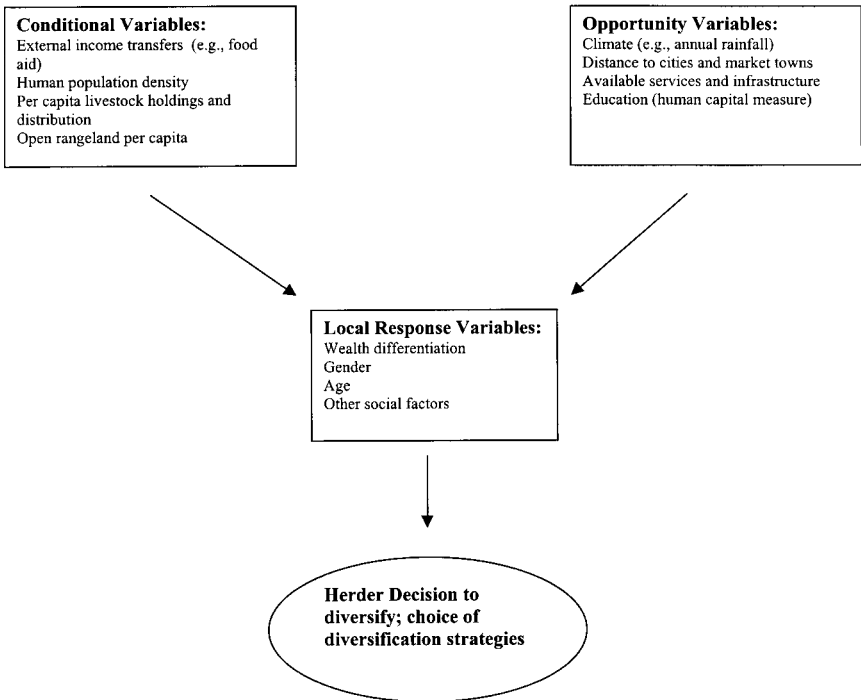 Conditional Variables:
External income transfers (e.g., food
aid)
Human population density
Per capita livestock holdings and
distribution
Open rangeland per capita
Opportunity Variables:
Climate (e.g., annual rainfall)
Distance to cities and market towns
Available services and infrastructure
Education (human capital measure)
Local Response Variables:
Wealth differentiation
Gender
Age
Other social factors
Herder Decision to
diversify; choice of
diversification strategies